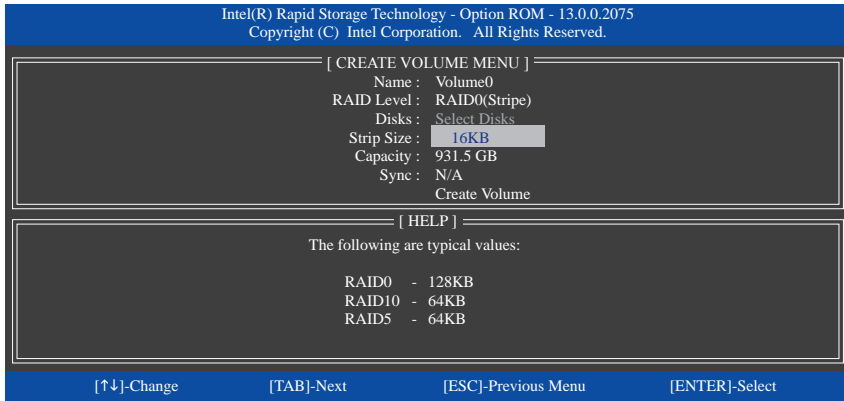 Intel(R) Rapid Storage Technology - Option ROM - 13.0.0.2075
Copyright (C) Intel Corporation. All Rights Reserved.
[ CREATE VOLUME MENU ]
Name : Volume0
RAID Level : RAID0(Stripe)
Disks : Select Disks
Strip Size : 16KB
Capacity : 931.5 GB
Sync : N/A
Create Volume
[ HELP ]
The following are typical values:
RAID0 - 128KB
RAID10 - 64KB
RAID5 - 64KB
[↑↓]-Change [TAB]-Next [ESC]-Previous Menu [ENTER]-Select